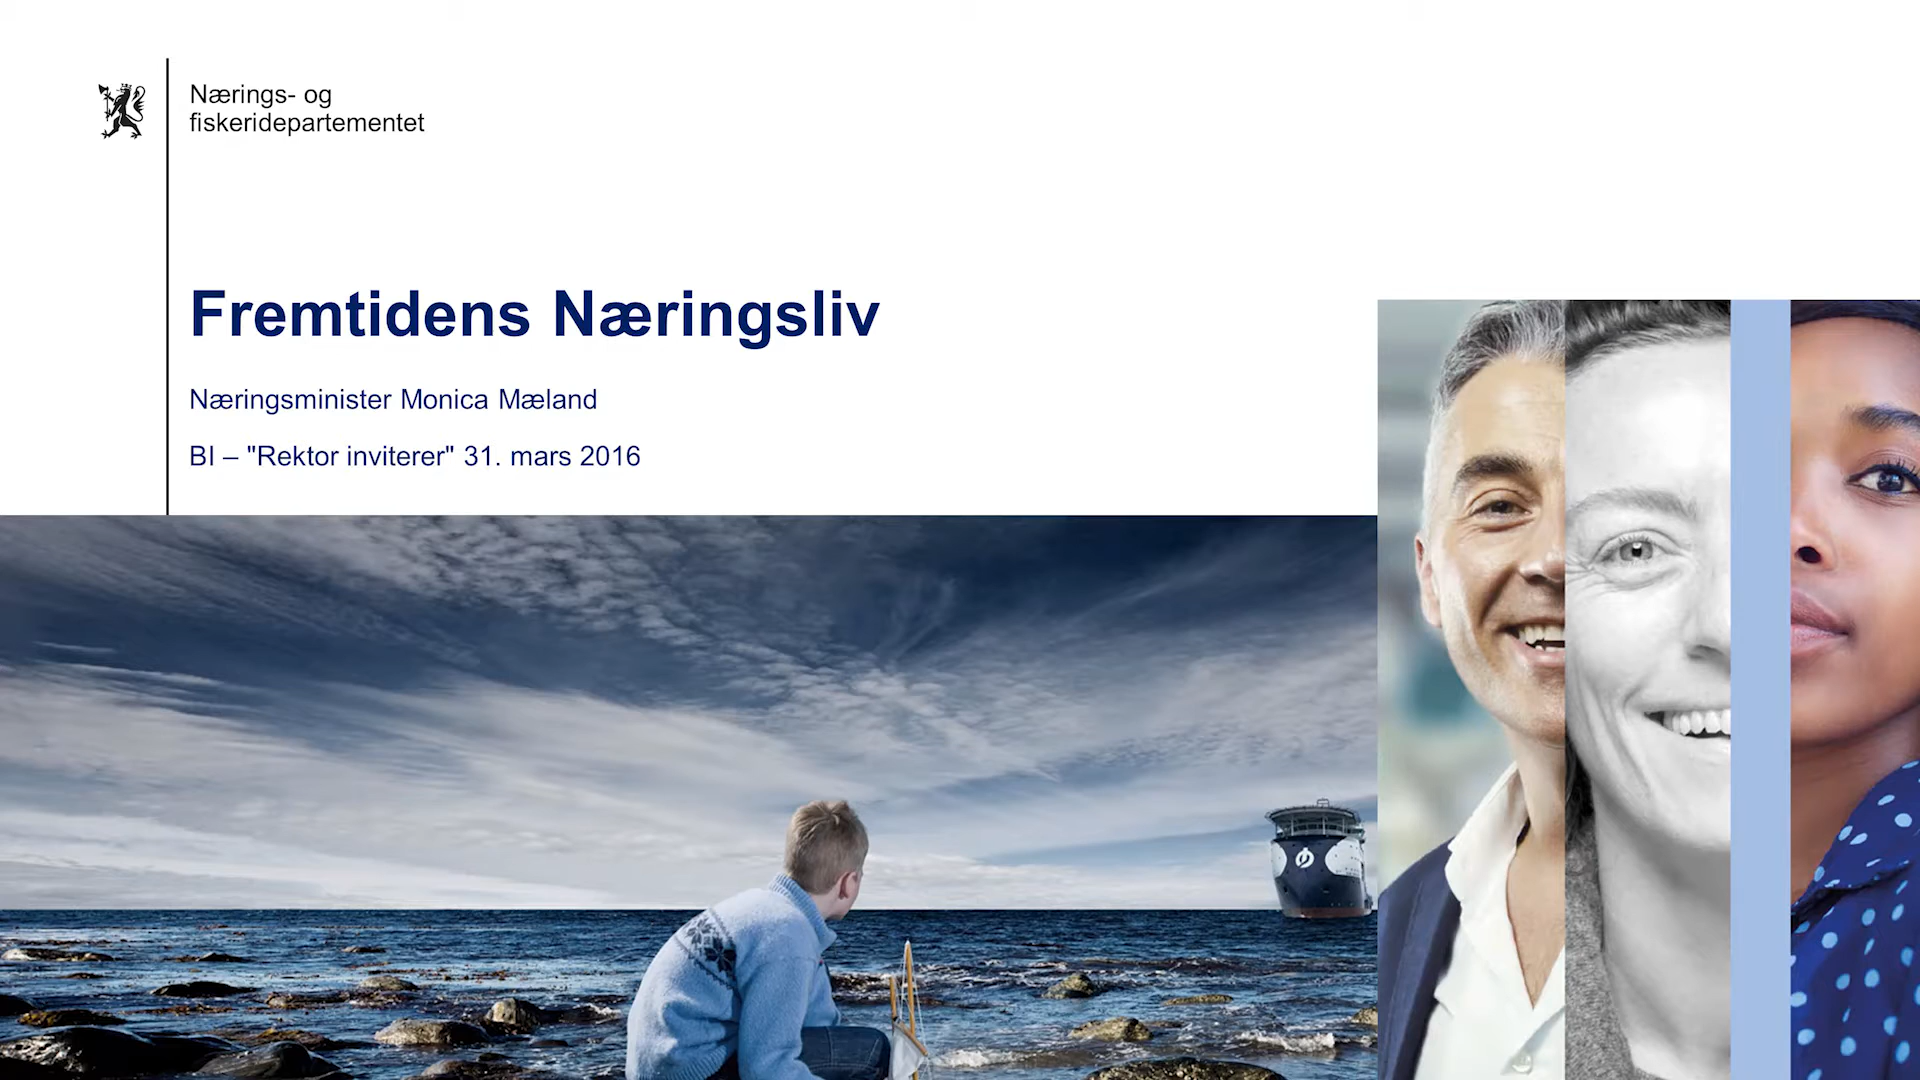 Nærings- og
fiskeridepartementet
Fremtidens Næringsliv
Næringsminister Monica Mæland
BI – "Rektor inviterer" 31. mars 2016